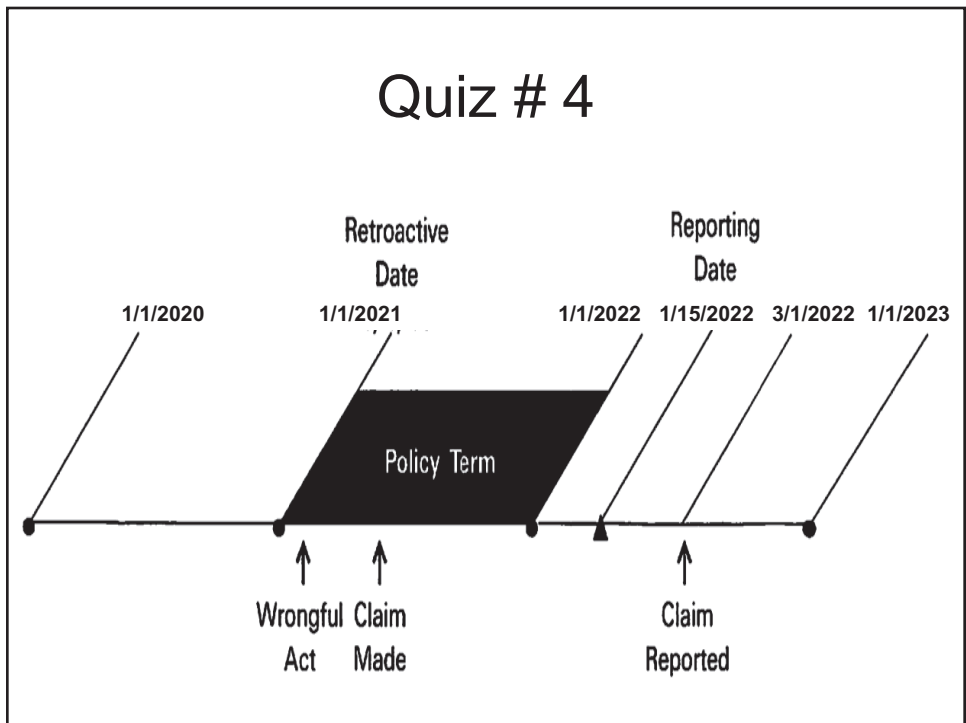 Quiz # 4
Retroactive
Date
Reporting
Date
1/1/2020
1/1/2021
1/1/2022
1/15/2022
3/1/2022
1/1/2023
Policy Term
Wrongful
Act
Claim
Made
Claim
Reported